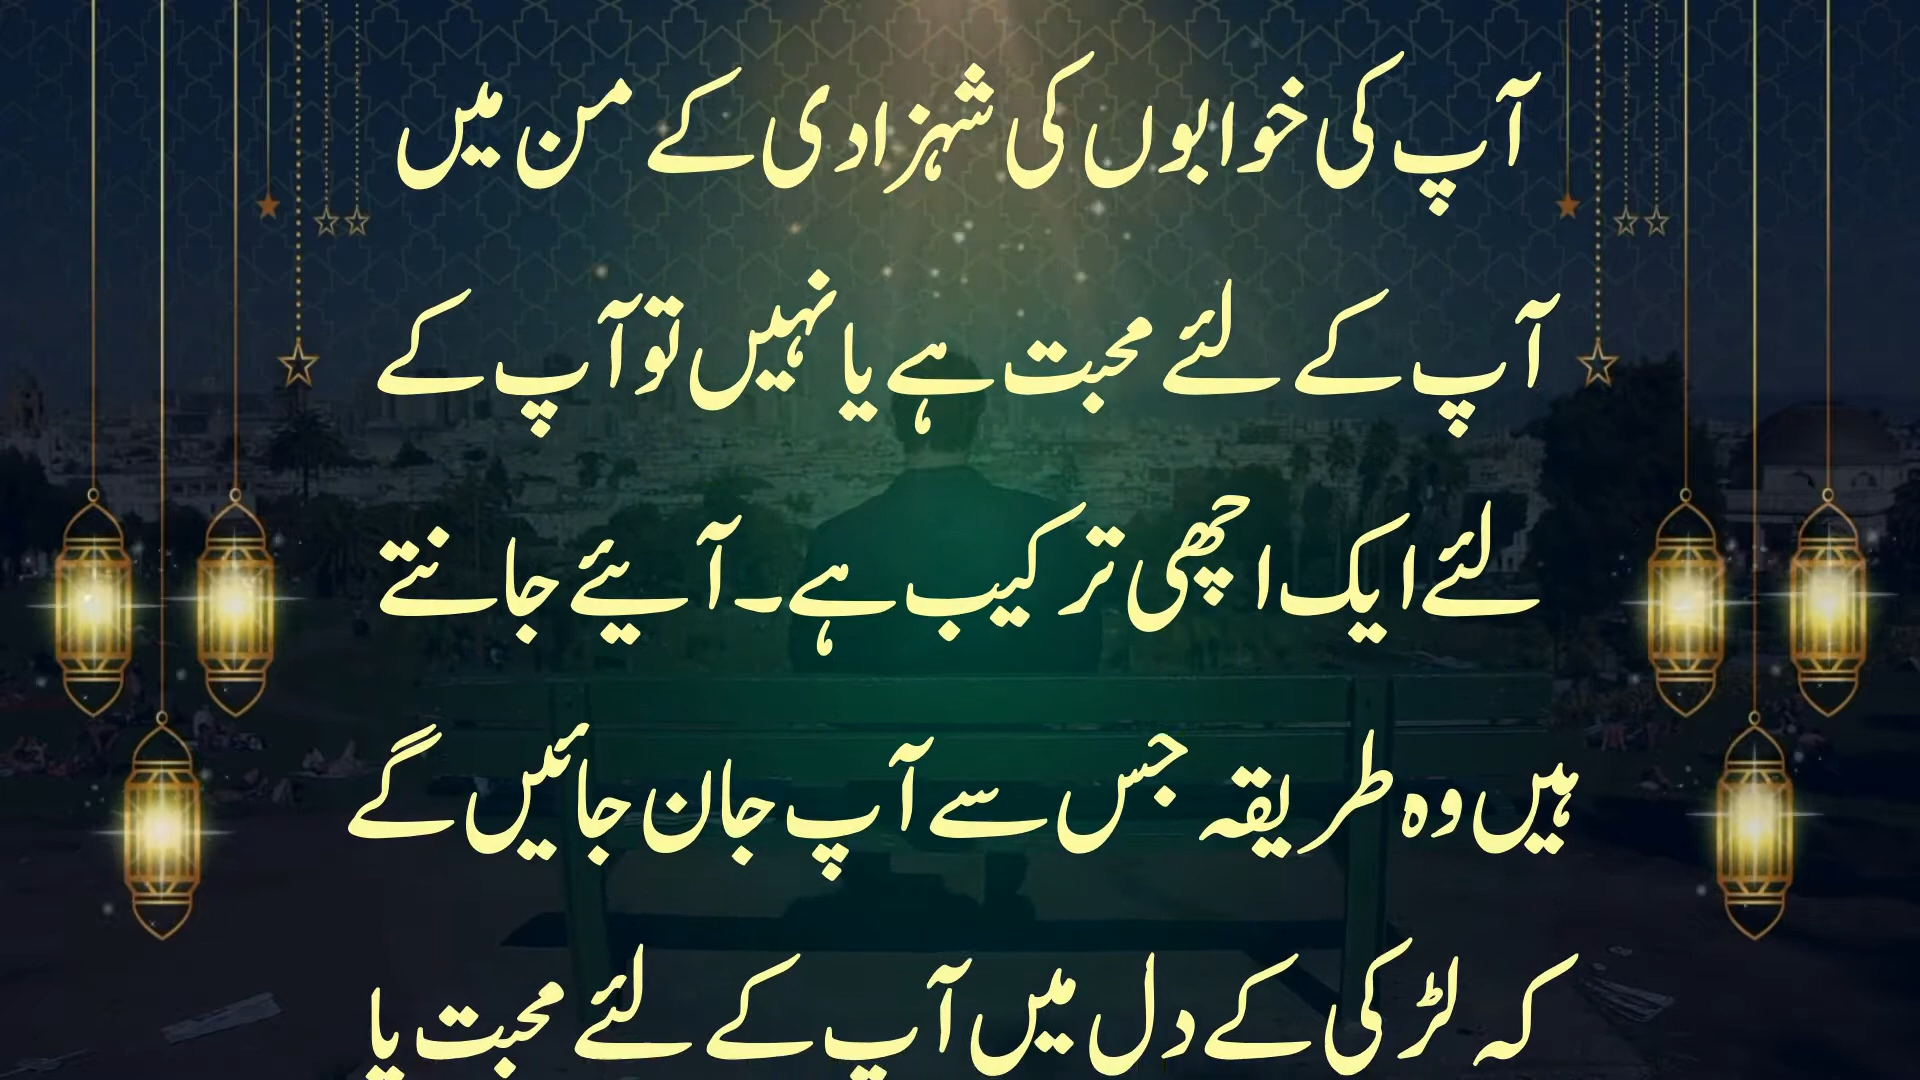 آپ کی خوابوں کی شہزادی کے من میں
آپ کے لئے محبت ہے یا نہیں تو آپ کے
لئے ایک اچھی ترکیب ہے۔ آیئے جانتے
ہیں وہ طریقہ جس سے آپ جان جائیں گے
کہ لڑکی کے دل میں آپ کے لئے محبت یا